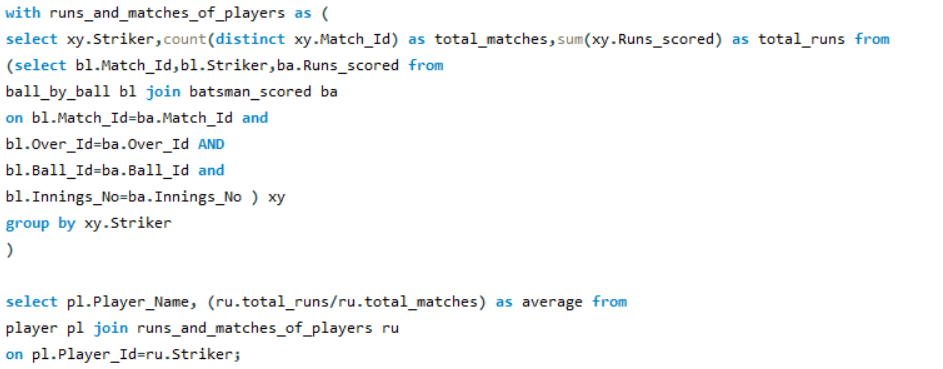 with runs_and_matches_of_players as (
select xy.Striker,count(distinct xy.Match_Id) as total_matches,sum(xy.Runs_scored) as total_runs from
(select bl.Match_Id,bl.Striker,ba.Runs_scored from
ball_by_ball bl join batsman_scored ba
on bl.Match_Id=ba.Match_Id and
bl.Over_Id=ba.Over_Id AND
bl.Ball_Id=ba.Ball_Id and
bl.Innings_No=ba.Innings_No ) xy
group by xy.Striker
)
select pl.Player_Name, (ru.total_runs/ru.total_matches) as average from
player pl join runs_and_matches_of_players ru
on pl.Player_Id=ru.Striker;